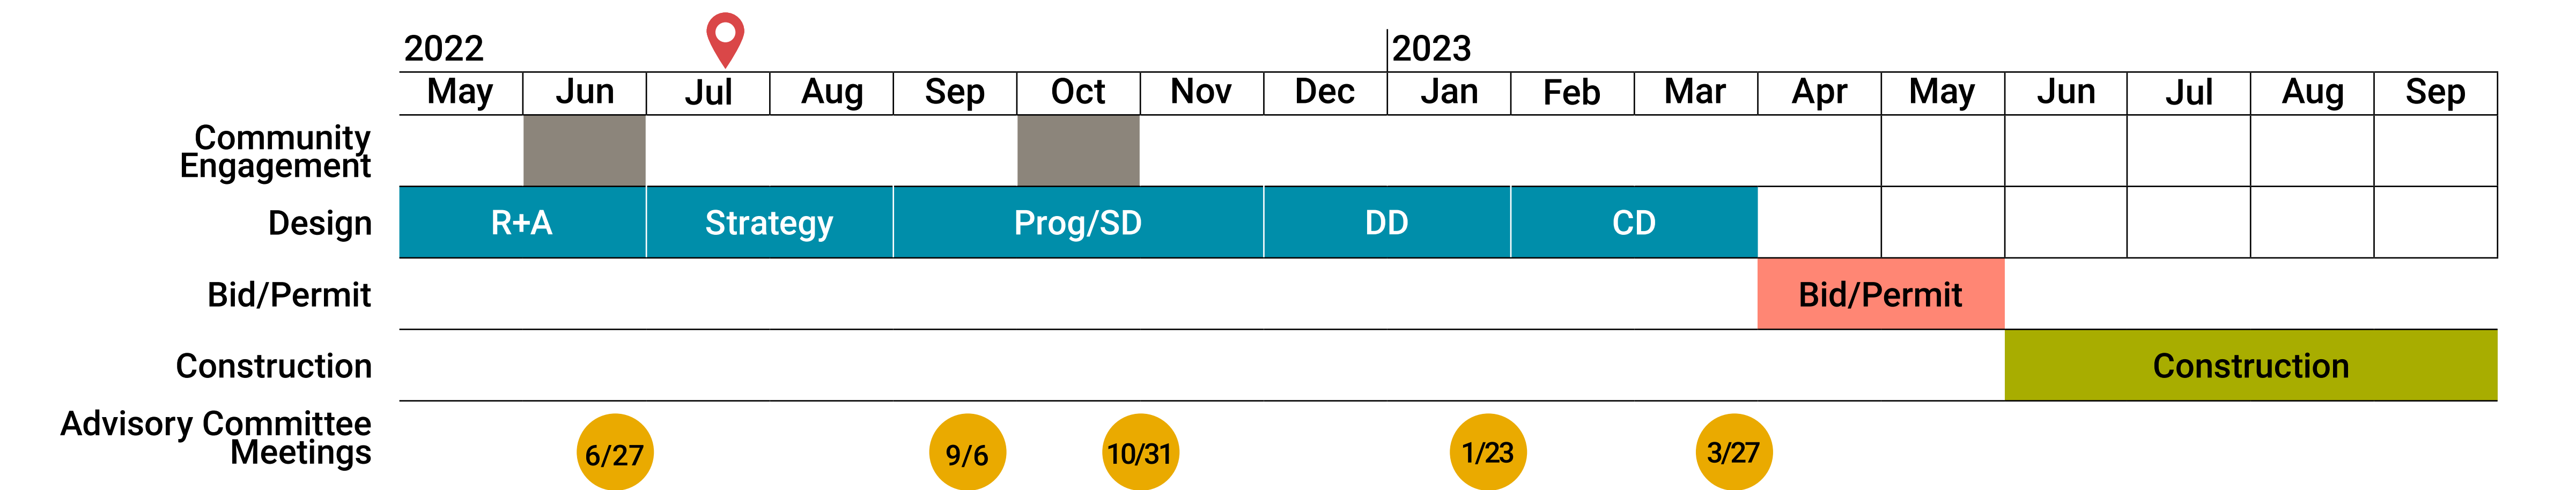 2022
2023
May Jun Jul Aug Sep Oct Nov Dec Jan Feb Mar Apr May Jun Jul Aug Sep
Community
Engagement
Design R+A Strategy Prog/SD DD CD
Bid/Permit Bid/Permit
Construction Construction
Advisory Committee
Meetings 6/27 9/6 10/31 1/23 3/27